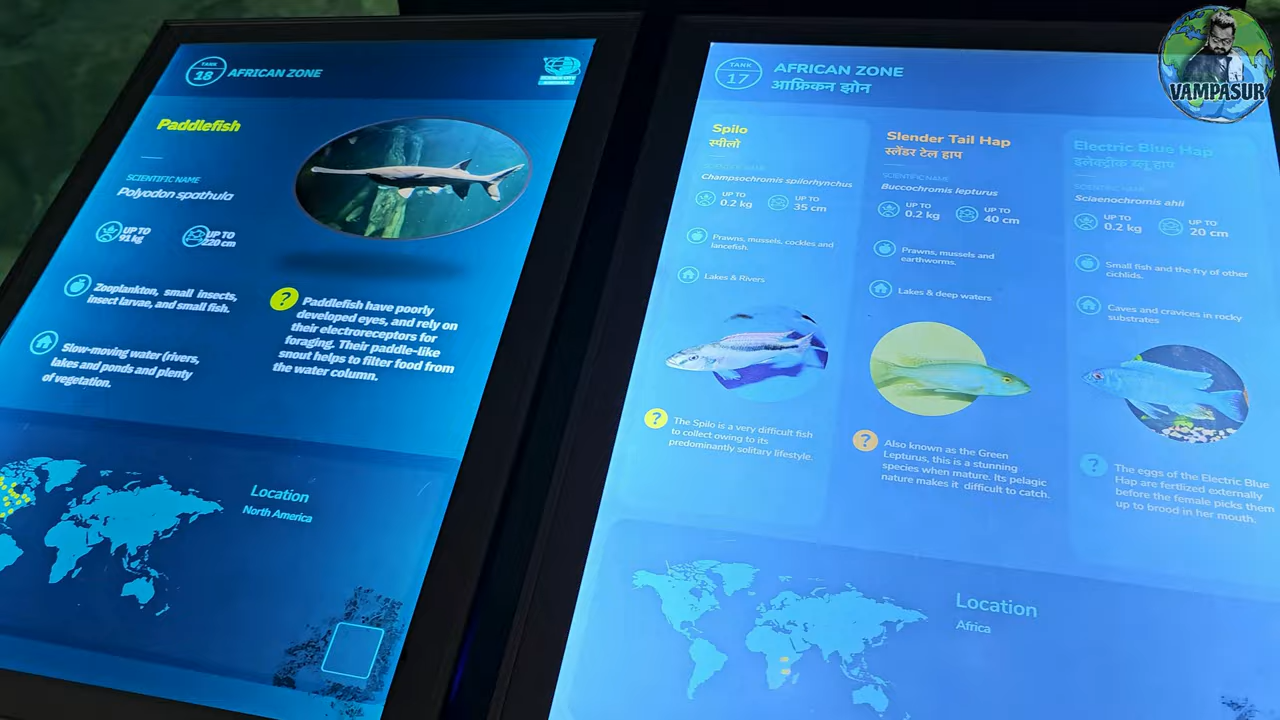 TANK
18
AFRICAN ZONE
SCIENCE CITY
Paddlefish
SCIENTIFIC NAME
Polyodon spathula
UP TO
91 kg
UP TO
220 cm
Zooplankton, small insects,
insect larvae, and small fish.
Slow-moving water (rivers,
lakes and ponds and plenty
of vegetation.
?
Paddlefish have poorly
developed eyes, and rely on
their electroreceptors for
foraging. Their paddle-like
snout helps to filter food from
the water column.
Location
North America
TANK
17
AFRICAN ZONE
आफ्रिकन झोन
Spilo
स्पीलो
SCIENTIFIC NAME
Champsochromis spilorhynchus
UP TO
0.2 kg
UP TO
35 cm
Prawns, mussels, cockles and
lancefish.
Lakes & Rivers
?
The Spilo is a very difficult fish
to collect owing to its
predominantly solitary lifestyle.
Slender Tail Hap
स्लेंडर टेल हाप
SCIENTIFIC NAME
Buccochromis lepturus
UP TO
0.2 kg
UP TO
40 cm
Prawns, mussels and
earthworms.
Lakes & deep waters
?
Also known as the Green
Lepturus, this is a stunning
species when mature. Its pelagic
nature makes it difficult to catch.
Electric Blue Hap
इलेक्ट्रीक ब्लू हाप
SCIENTIFIC NAME
Sciaenochromis ahli
UP TO
0.2 kg
UP TO
20 cm
Small fish and the fry of other
cichlids.
Caves and cravices in rocky
substrates
?
The eggs of the Electric Blue
Hap are fertlized externally
before the female picks them
up to brood in her mouth.
Location
Africa
VAMPASUR